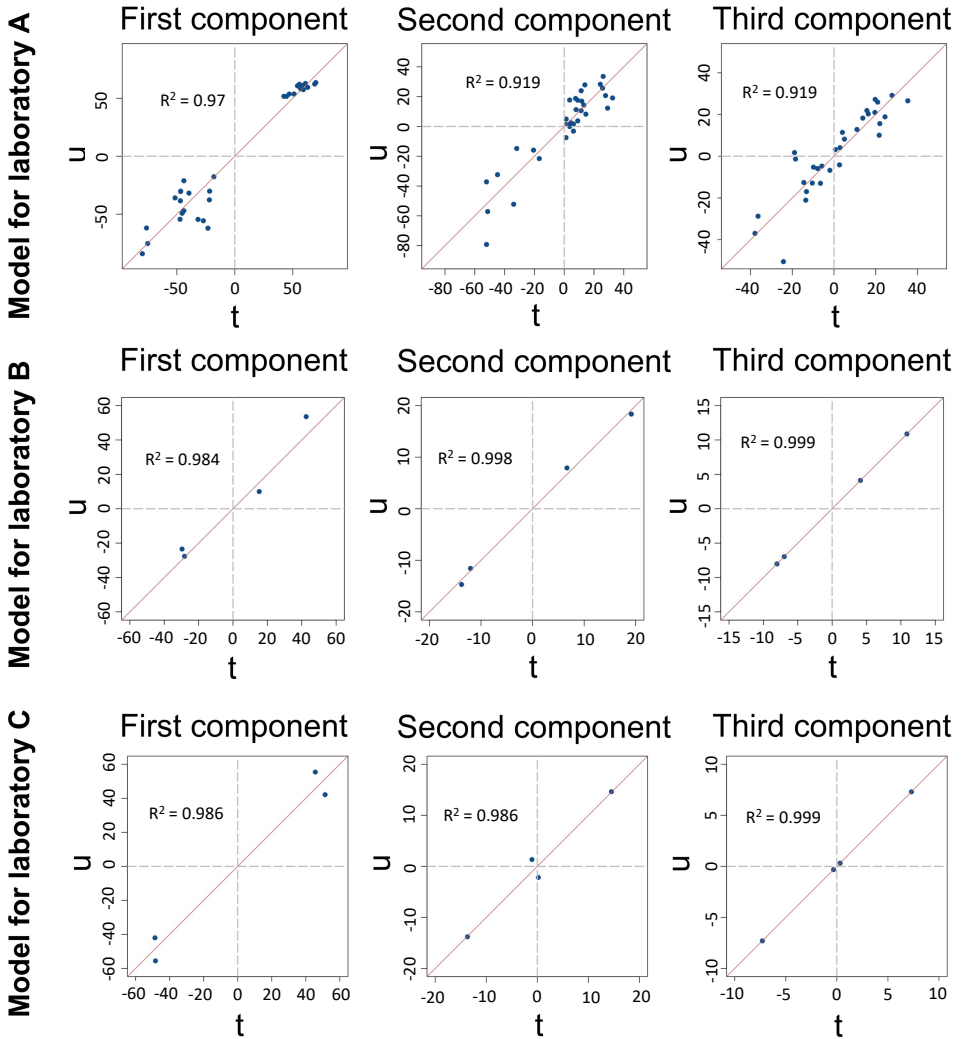 Model for laboratory A
First component
Second component
Third component
R² = 0.97
R² = 0.919
R² = 0.919
50
0
-50
u
-50 0 50
t
40
20
0
-20
-40
-60
-80
u
-80 -60 -40 -20 0 20 40
t
40
20
0
-20
-40
u
-40 -20 0 20 40
t
Model for laboratory B
First component
Second component
Third component
R² = 0.984
R² = 0.998
R² = 0.999
60
40
20
0
-20
-40
-60
u
-60 -40 -20 0 20 40 60
t
20
10
0
-10
-20
u
-20 -10 0 10 20
t
15
10
5
0
-5
-10
-15
u
-15 -10 -5 0 5 10 15
t
Model for laboratory C
First component
Second component
Third component
R² = 0.986
R² = 0.986
R² = 0.999
60
40
20
0
-20
-40
-60
u
-60 -40 -20 0 20 40 60
t
20
10
0
-10
-20
u
-20 -10 0 10 20
t
10
5
0
-5
-10
u
-10 -5 0 5 10
t